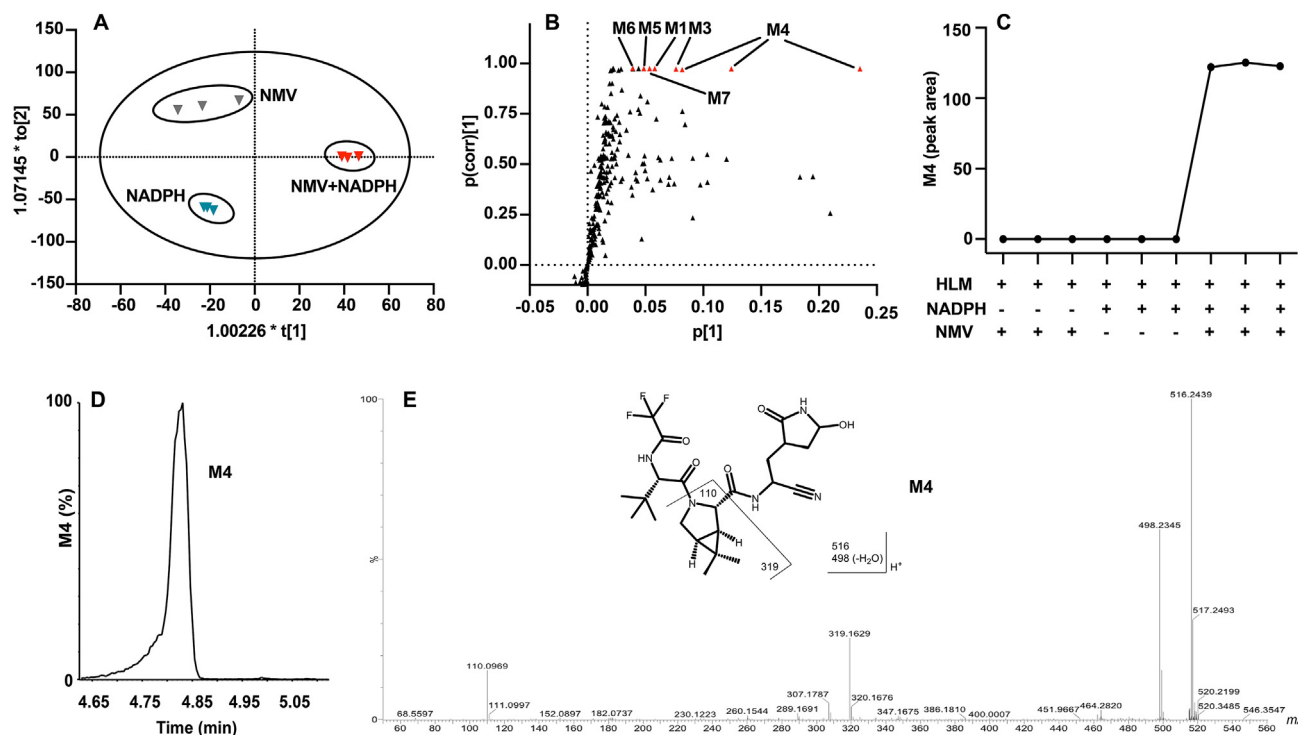 A
150
100
50
0
-50
-100
-150
1.07145 * to[2]
NMV
NADPH
NMV+NADPH
-80 -60 -40 -20 0 20 40 60 80
1.00226 * t[1]
B
M6 M5 M1 M3 M4
M7
1.00
0.75
0.50
0.25
0.00
p(corr)[1]
-0.05 0.00 0.05 0.10 0.15 0.20 0.25
p[1]
C
150
100
50
0
M4 (peak area)
HLM + + + + + + + + +
NADPH - - - + + + + + +
NMV + + + - - - + + +
D
100
0
M4 (%)
M4
4.65 4.75 4.85 4.95 5.05
Time (min)
E
100
%
0
F
F
F
O
HN
O
N
110
O
N
H
N
O
H
N
OH
H
H
319
516
498 (-H₂O)
H⁺
M4
516.2439
498.2345
517.2493
319.1629
110.0969
307.1787
320.1676
520.2199
520.3485
68.5597
111.0997
152.0897
182.0737
230.1223
260.1544
289.1691
347.1675
386.1810
400.0007
451.9667
464.2820
546.3547
60 80 100 120 140 160 180 200 220 240 260 280 300 320 340 360 380 400 420 440 460 480 500 520 540 560
m